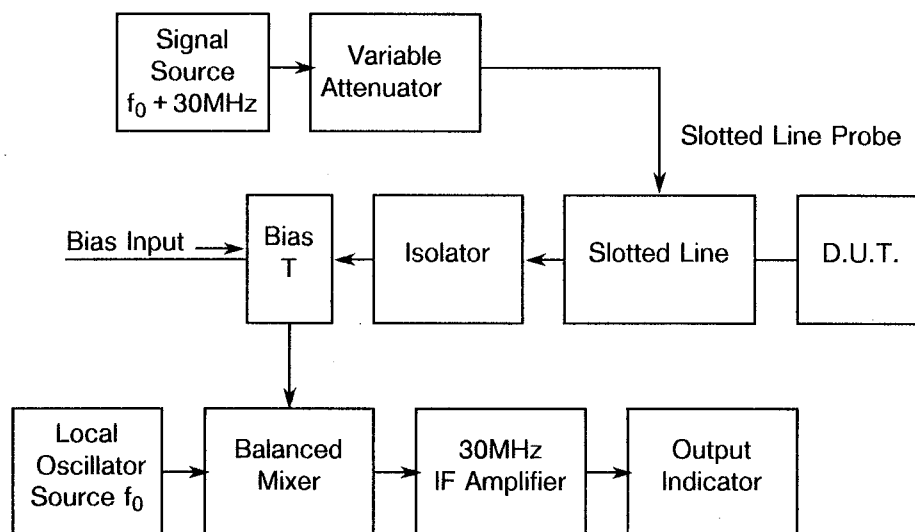 Signal
Source
f₀ + 30MHz
Variable
Attenuator
Slotted Line Probe
Bias Input
Bias
T
Isolator
Slotted Line
D.U.T.
Local
Oscillator
Source f₀
Balanced
Mixer
30MHz
IF Amplifier
Output
Indicator